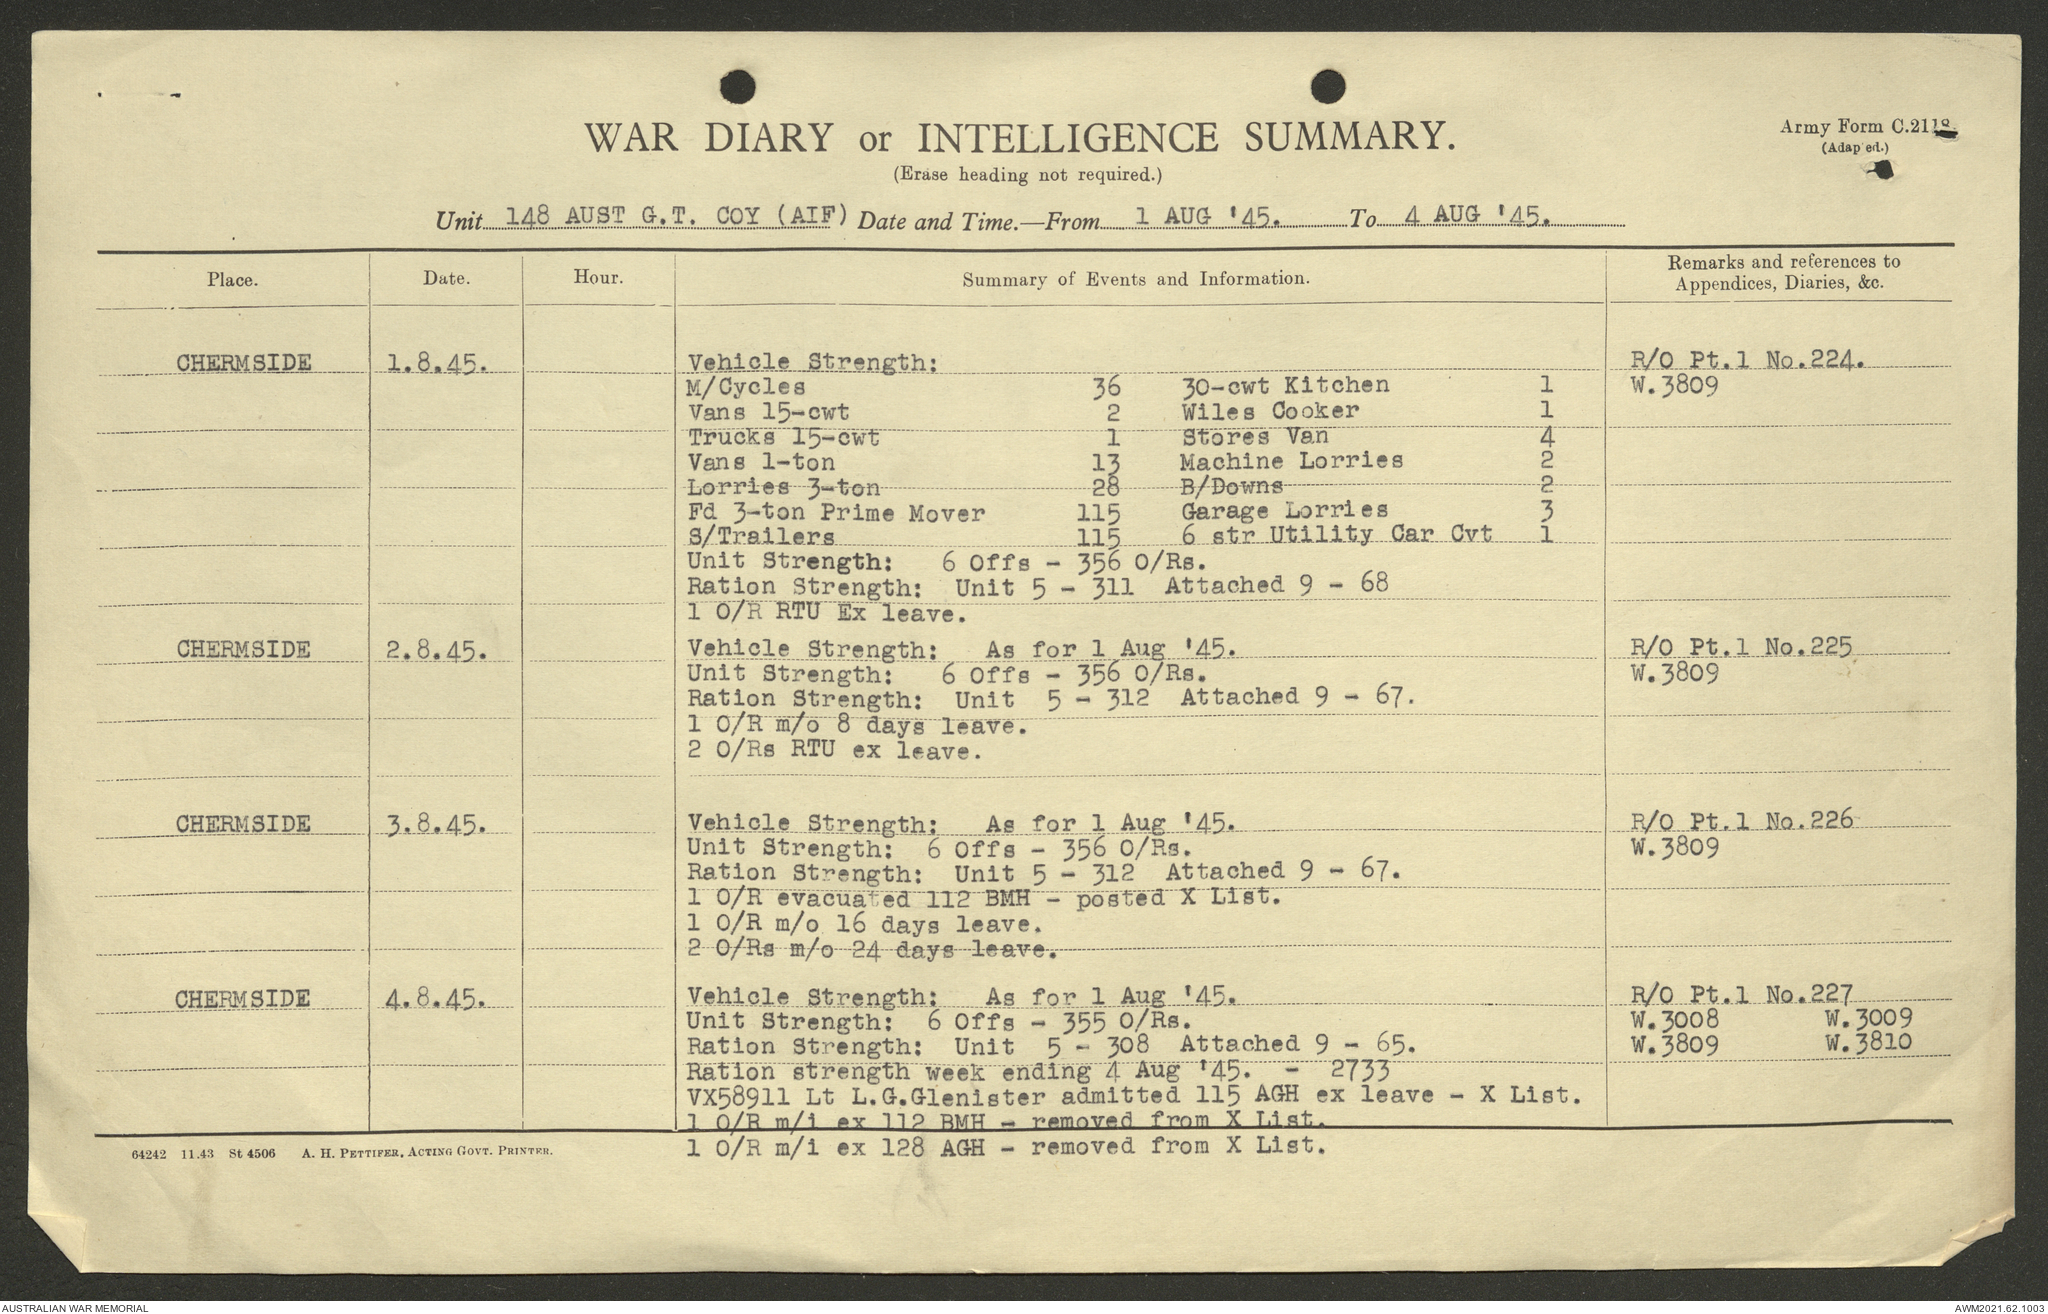 WAR DIARY or INTELLIGENCE SUMMARY.
Army Form C.2118.
(Adap ed.)
(Erase heading not required.)
Unit 148 AUST G.T. COY (AIF) Date and Time.—From 1 AUG '45. To 4 AUG '45.
Place. Date. Hour. Summary of Events and Information. Remarks and references to
Appendices, Diaries, &c.
CHERMSIDE 1.8.45. Vehicle Strength: R/O Pt.1 No.224.
M/Cycles 36 30-cwt Kitchen 1 W.3809
Vans 15-cwt 2 Wiles Cooker 1
Trucks 15-cwt 1 Stores Van 4
Vans 1-ton 13 Machine Lorries 2
Lorries 3-ton 28 B/Downs 2
Fd 3-ton Prime Mover 115 Garage Lorries 3
S/Trailers 115 6 str Utility Car Cvt 1
Unit Strength: 6 Offs - 356 O/Rs.
Ration Strength: Unit 5 - 311 Attached 9 - 68
1 O/R RTU Ex leave.
CHERMSIDE 2.8.45. Vehicle Strength: As for 1 Aug '45. R/O Pt.1 No.225
Unit Strength: 6 Offs - 356 O/Rs. W.3809
Ration Strength: Unit 5 - 312 Attached 9 - 67.
1 O/R m/o 8 days leave.
2 O/Rs RTU ex leave.
CHERMSIDE 3.8.45. Vehicle Strength: As for 1 Aug '45. R/O Pt.1 No.226
Unit Strength: 6 Offs - 356 O/Rs. W.3809
Ration Strength: Unit 5 - 312 Attached 9 - 67.
1 O/R evacuated 112 BMH - posted X List.
1 O/R m/o 16 days leave.
2 O/Rs m/o 24 days leave.
CHERMSIDE 4.8.45. Vehicle Strength: As for 1 Aug '45. R/O Pt.1 No.227
Unit Strength: 6 Offs - 355 O/Rs. W.3008 W.3009
Ration Strength: Unit 5 - 308 Attached 9 - 65. W.3809 W.3810
Ration strength week ending 4 Aug '45. - 2733
VX58911 Lt L.G.Glenister admitted 115 AGH ex leave - X List.
1 O/R m/i ex 112 BMH - removed from X List.
1 O/R m/i ex 128 AGH - removed from X List.
64242 11.43 St 4506 A. H. PETTIFER, ACTING GOVT. PRINTER.
AUSTRALIAN WAR MEMORIAL AWM2021.62.1003